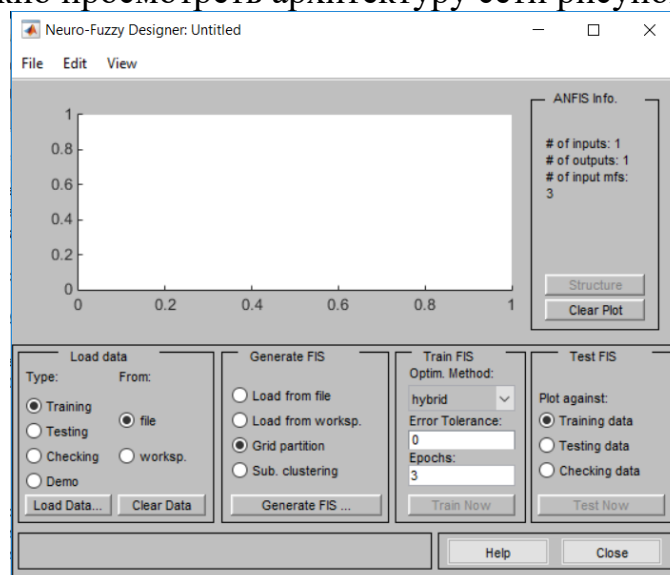 просмотреть архитектуру сети
Neuro-Fuzzy Designer: Untitled
File Edit View
1
0.8
0.6
0.4
0.2
0
0 0.2 0.4 0.6 0.8 1
ANFIS Info.
# of inputs: 1
# of outputs: 1
# of input mfs:
3
Structure
Clear Plot
Load data
Type: From:
Training
Testing
Checking
Demo
file
worksp.
Load Data... Clear Data
Generate FIS
Load from file
Load from worksp.
Grid partition
Sub. clustering
Generate FIS ...
Train FIS
Optim. Method:
hybrid
Error Tolerance:
0
Epochs:
3
Train Now
Test FIS
Plot against:
Training data
Testing data
Checking data
Test Now
Help Close